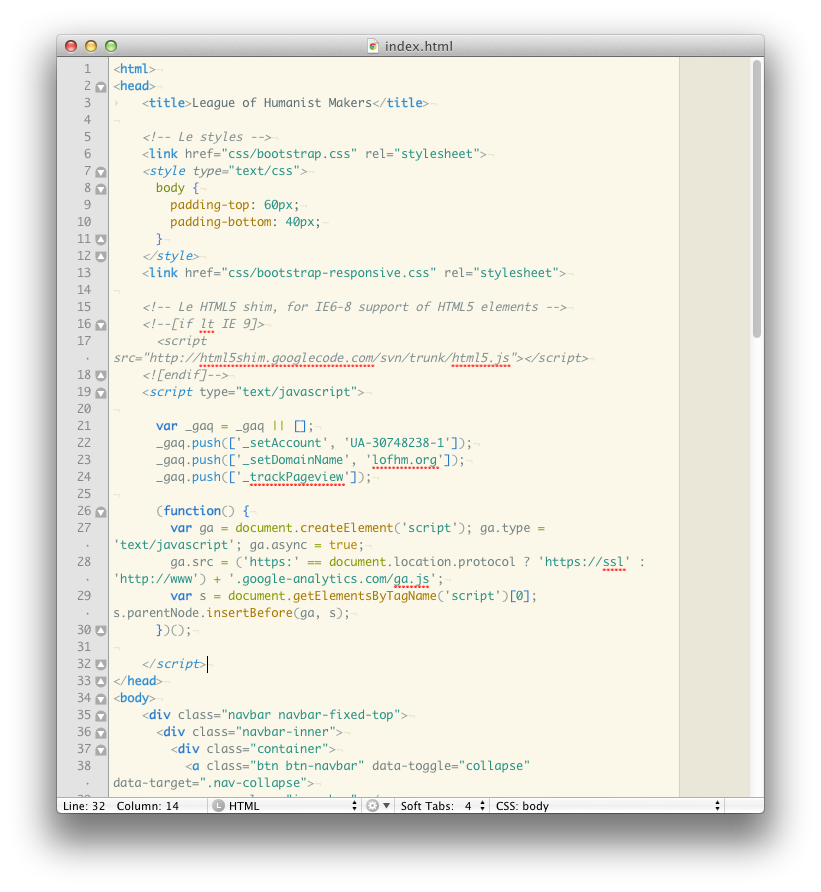 index.html
1 <html>
2 <head>
3 <title>League of Humanist Makers</title>
4
5 <!-- Le styles -->
6 <link href="css/bootstrap.css" rel="stylesheet">
7 <style type="text/css">
8 body {
9 padding-top: 60px;
10 padding-bottom: 40px;
11 }
12 </style>
13 <link href="css/bootstrap-responsive.css" rel="stylesheet">
14
15 <!-- Le HTML5 shim, for IE6-8 support of HTML5 elements -->
16 <!--[if lt IE 9]>
17 <script
· src="http://html5shim.googlecode.com/svn/trunk/html5.js"></script>
18 <![endif]-->
19 <script type="text/javascript">
20
21 var _gaq = _gaq || [];
22 _gaq.push(['_setAccount', 'UA-30748238-1']);
23 _gaq.push(['_setDomainName', 'lofhm.org']);
24 _gaq.push(['_trackPageview']);
25
26 (function() {
27 var ga = document.createElement('script'); ga.type =
· 'text/javascript'; ga.async = true;
28 ga.src = ('https:' == document.location.protocol ? 'https://ssl' :
· 'http://www') + '.google-analytics.com/ga.js';
29 var s = document.getElementsByTagName('script')[0];
· s.parentNode.insertBefore(ga, s);
30 })();
31
32 </script>
33 </head>
34 <body>
35 <div class="navbar navbar-fixed-top">
36 <div class="navbar-inner">
37 <div class="container">
38 <a class="btn btn-navbar" data-toggle="collapse"
· data-target=".nav-collapse">
Line: 32 Column: 14 L HTML Soft Tabs: 4 CSS: body